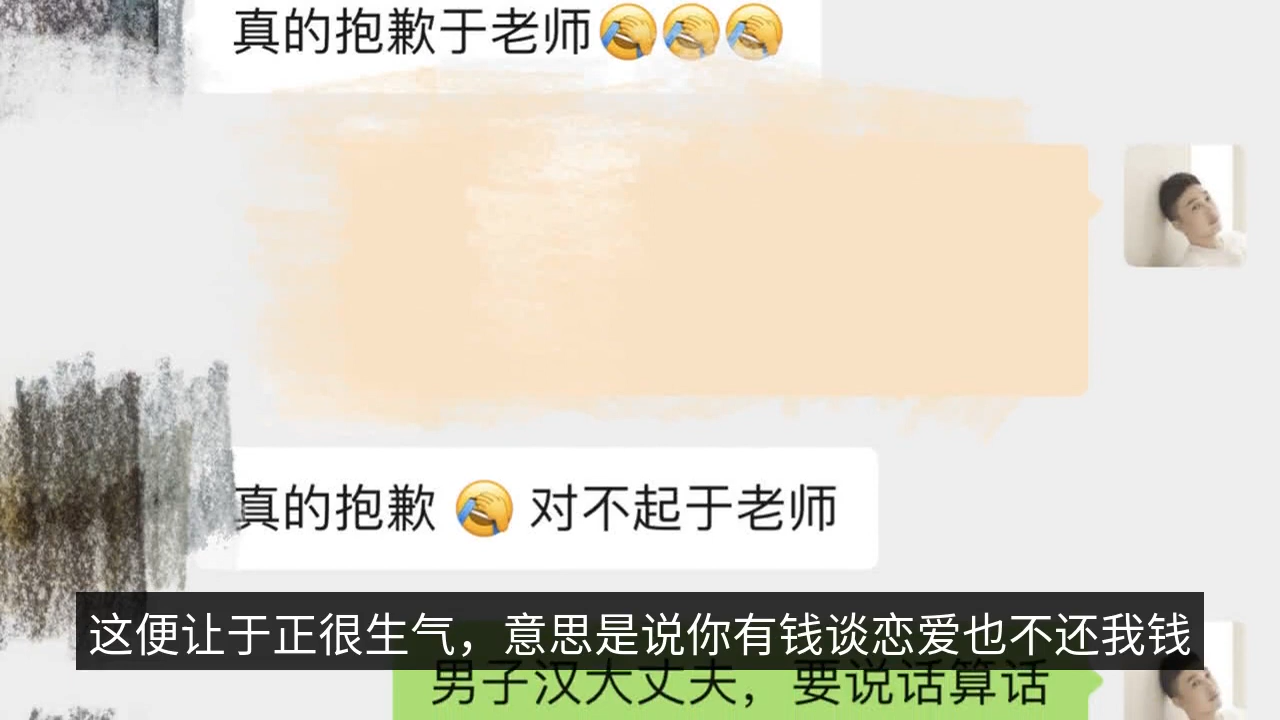 真的抱歉于老师🤦🤦🤦
真的抱歉 🤦 对不起于老师
这便让于正很生气，意思是说你有钱谈恋爱也不还我钱
男子汉大丈夫，要说话算话